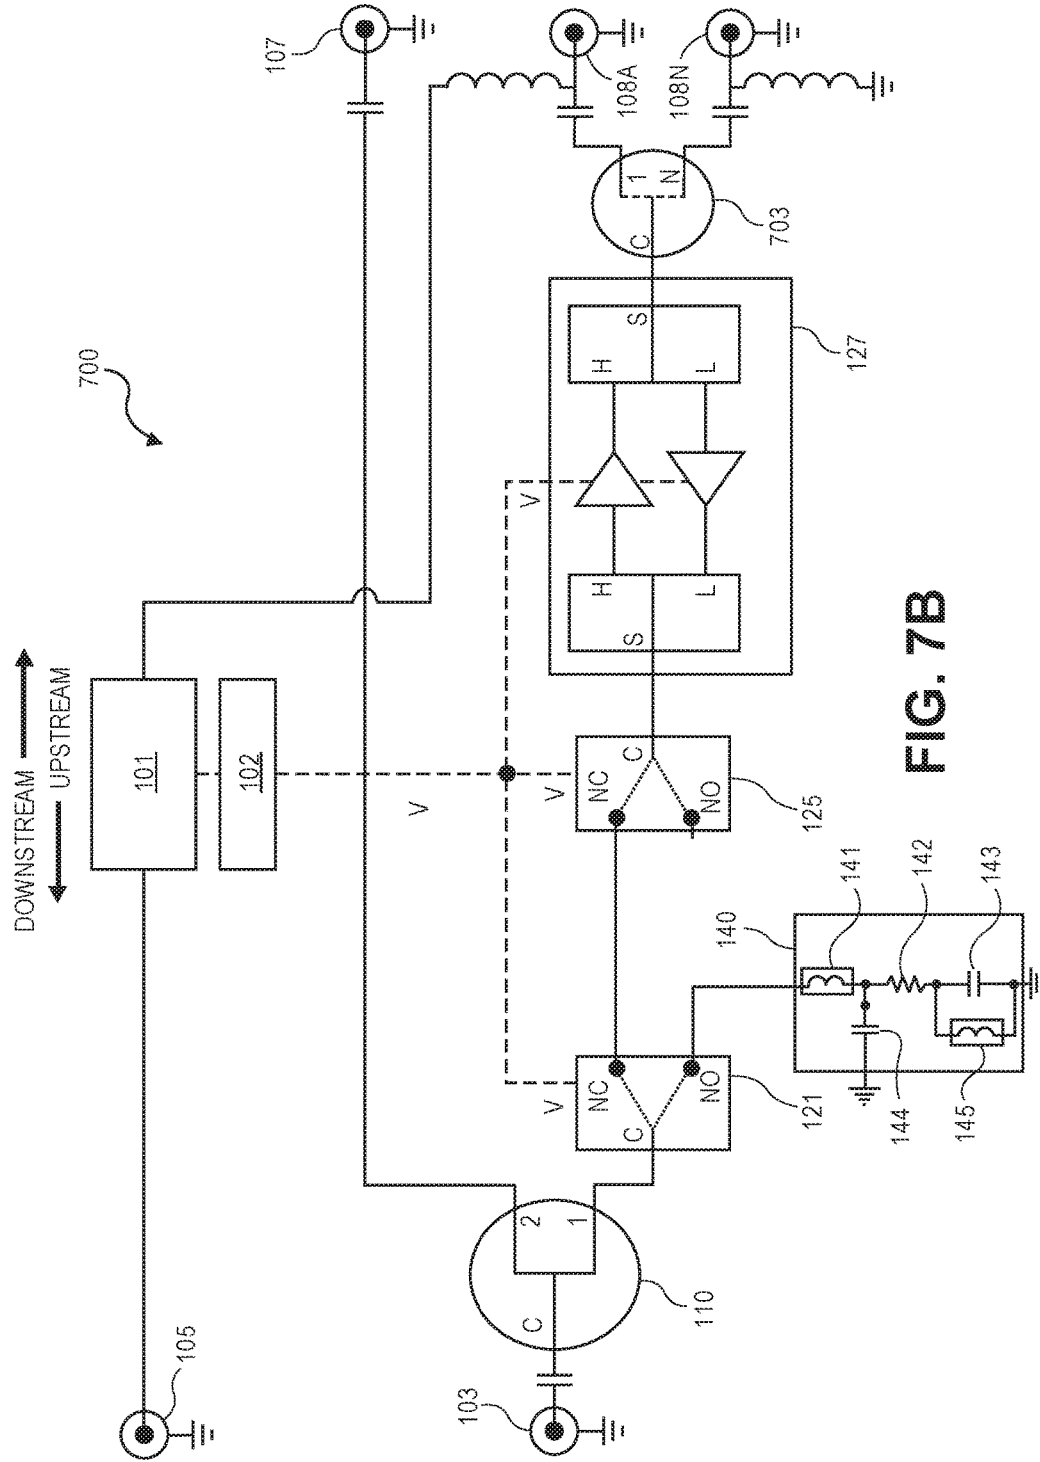 DOWNSTREAM
UPSTREAM
700
105
101
102
V
107
103
C
2
1
110
V
C
NC
NO
121
V
NC
C
NO
125
V
S
H
L
H
L
S
127
C
1
N
703
108A
108N
140
141
142
143
144
145
FIG. 7B